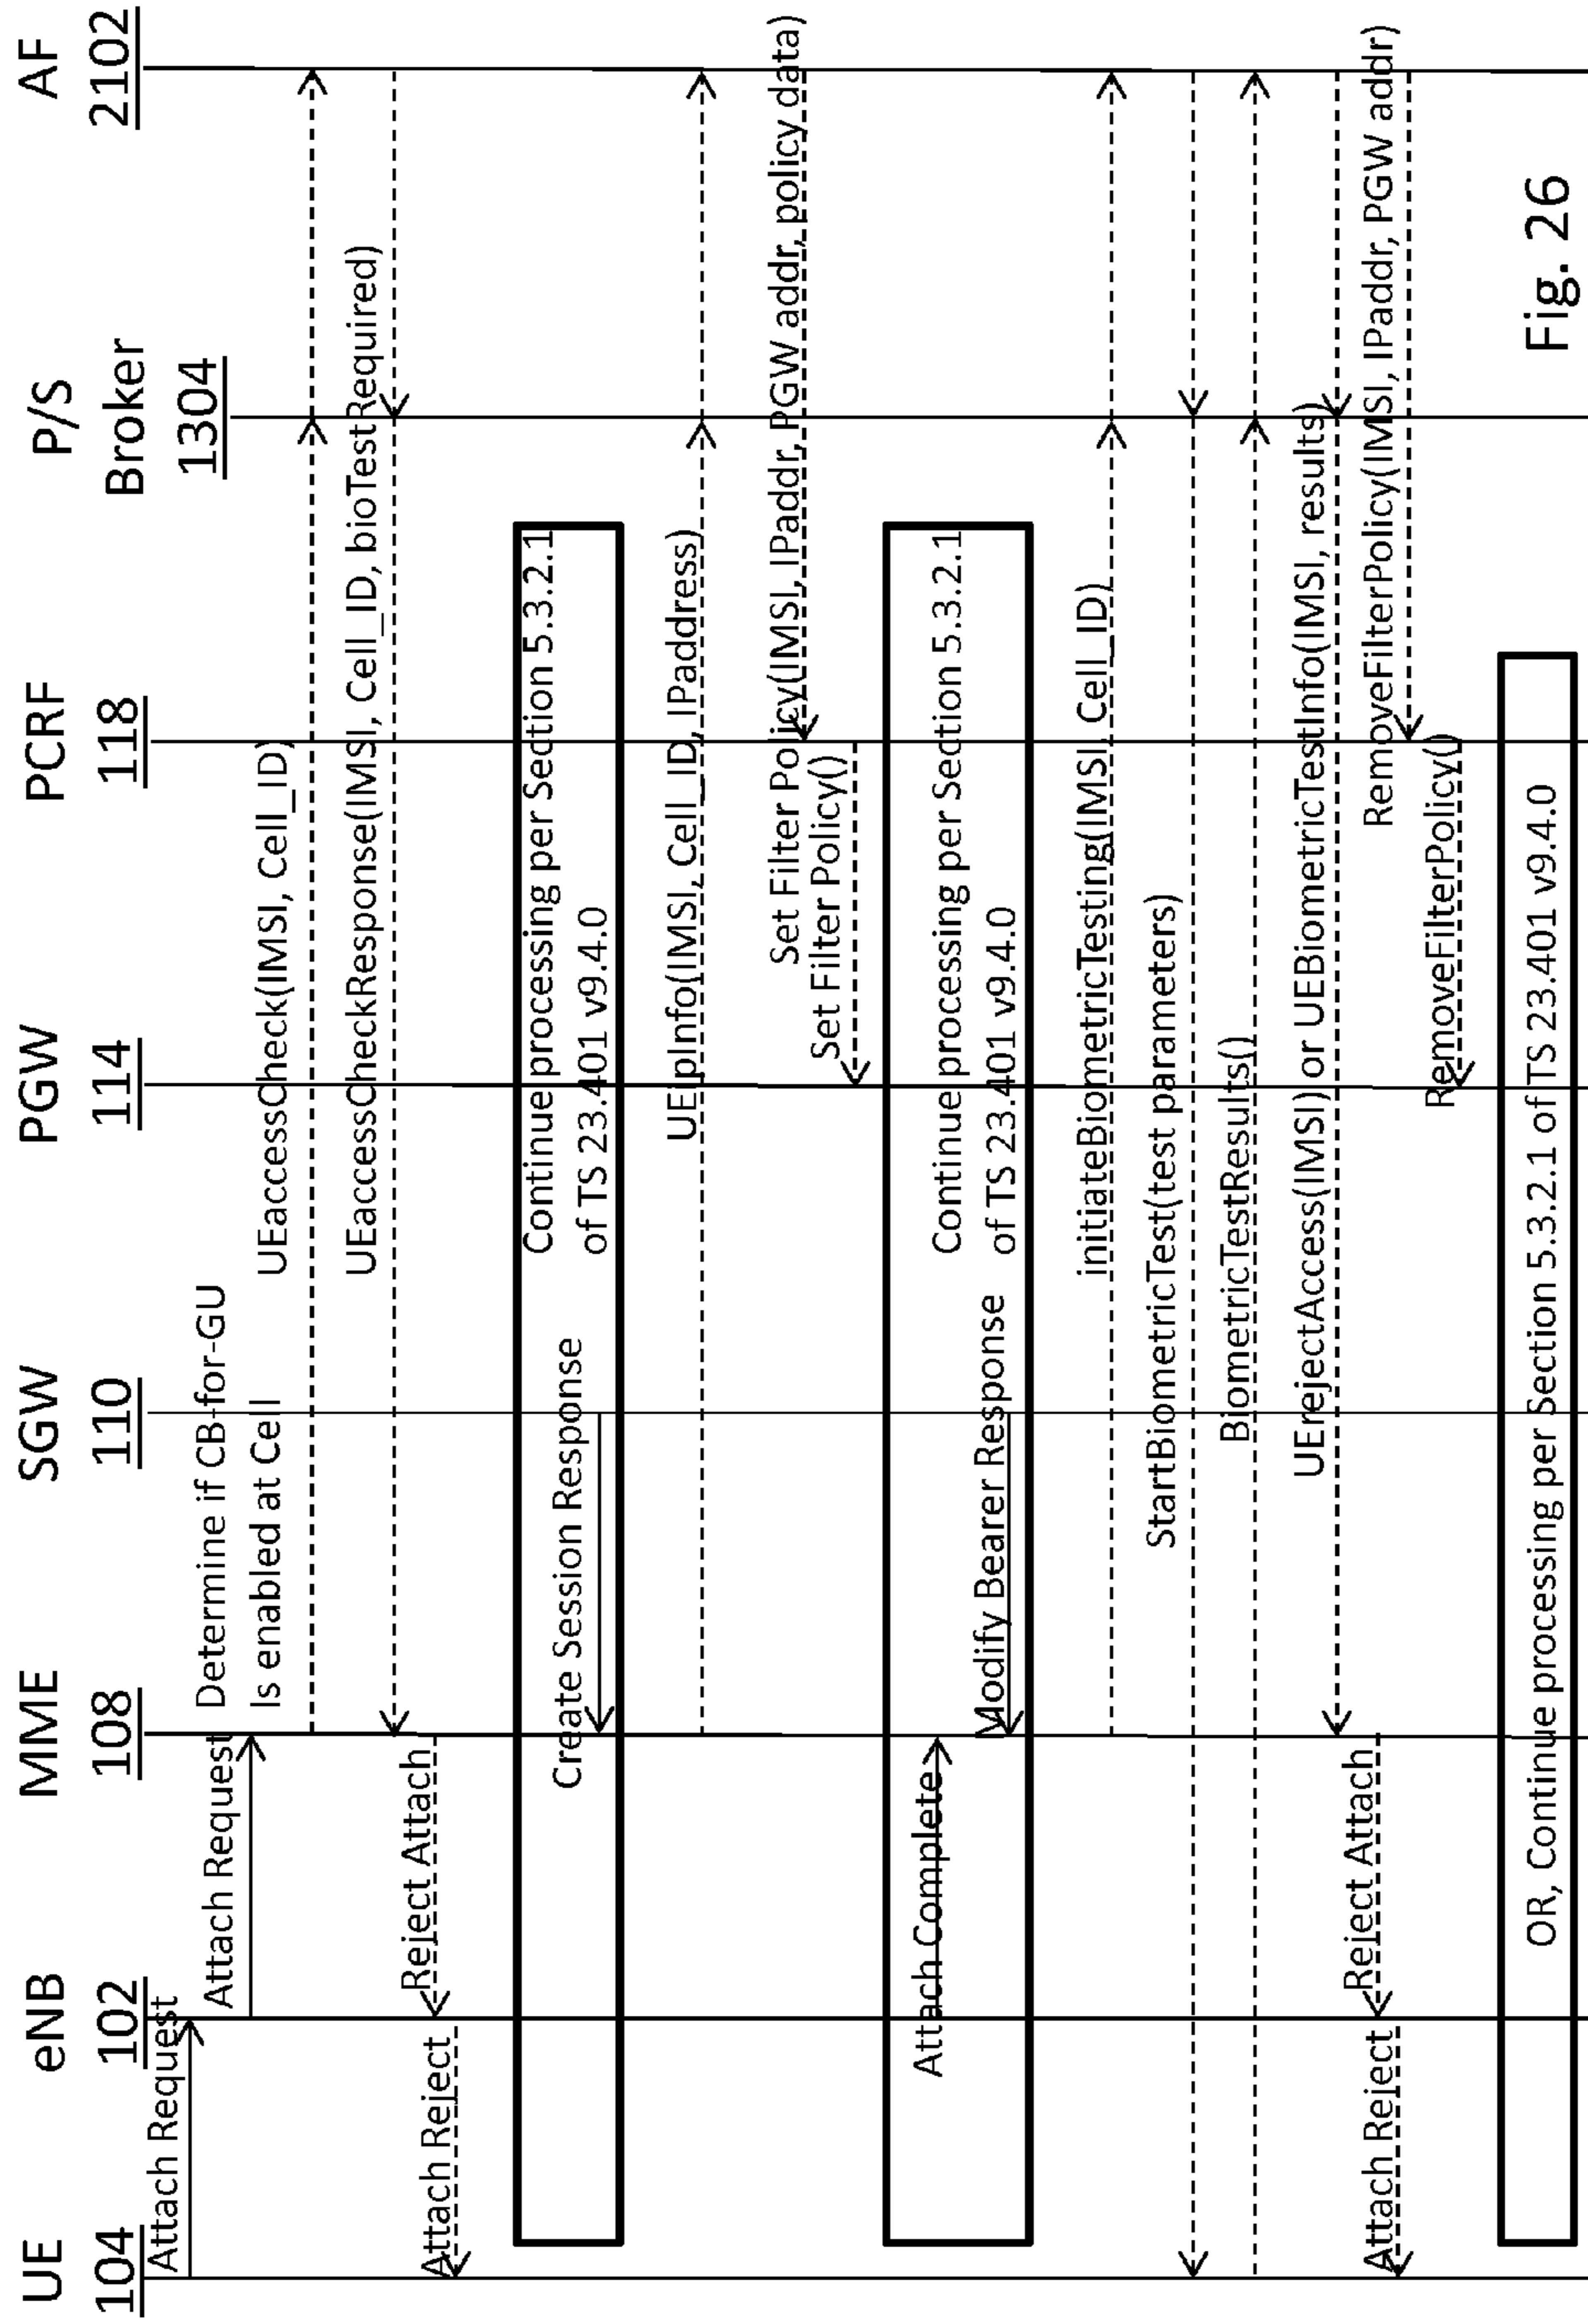 UE
104
eNB
102
MME
108
SGW
110
PGW
114
PCRF
118
P/S
Broker
1304
AF
2102
Attach Request
Attach Request
Determine if CB-for-GU
Is enabled at Cell
UEaccessCheck(IMSI, Cell_ID)
UEaccessCheckResponse(IMSI, Cell_ID, bioTestRequired)
Reject Attach
Attach Reject
Continue processing per Section 5.3.2.1
of TS 23.401 v9.4.0
Create Session Response
UEipInfo(IMSI, Cell_ID, IPaddress)
Set Filter Policy(IMSI, IPaddr, PGW addr, policy data)
Set Filter Policy()
Attach Complete
Continue processing per Section 5.3.2.1
of TS 23.401 v9.4.0
Modify Bearer Response
initiateBiometricTesting(IMSI, Cell_ID)
StartBiometricTest(test parameters)
BiometricTestResults()
UErejectAccess(IMSI) or UEBiometricTestInfo(IMSI, results)
Reject Attach
RemoveFilterPolicy(IMSI, IPaddr, PGW addr)
Attach Reject
RemoveFilterPolicy()
OR, Continue processing per Section 5.3.2.1 of TS 23.401 v9.4.0
Fig. 26